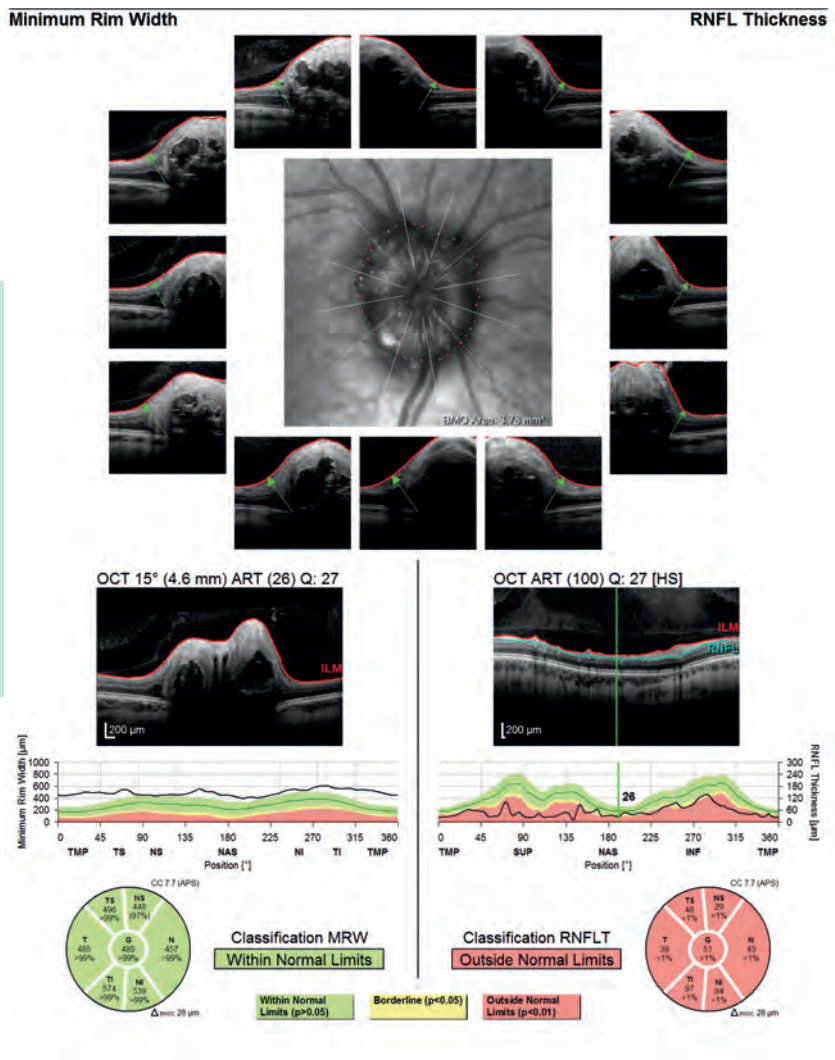 Minimum Rim Width
RNFL Thickness
BMO Area: 3.78 mm²
OCT 15° (4.6 mm) ART (26) Q: 27
ILM
200 µm
OCT ART (100) Q: 27 [HS]
ILM
RNFL
200 µm
Minimum Rim Width [µm]
1000
800
600
400
200
0
0 45 90 135 180 225 270 315 360
TMP TS NS NAS NI TI TMP
Position [°]
26
300
240
180
120
60
0
RNFL Thickness [µm]
0 45 90 135 180 225 270 315 360
TMP SUP NAS INF TMP
Position [°]
CC 7.7 (APS)
TS
496
>99%
NS
448
(97%)
T
485
>99%
G
489
>99%
N
457
>99%
TI
574
>99%
NI
539
>99%
Δ BMOC 28 µm
Classification MRW
Within Normal Limits
Classification RNFLT
Outside Normal Limits
Within Normal
Limits (p>0.05)
Borderline (p<0.05)
Outside Normal
Limits (p<0.01)
CC 7.7 (APS)
TS
48
<1%
NS
29
<1%
T
39
<1%
G
51
<1%
N
43
<1%
TI
97
<1%
NI
84
<1%
Δ BMOC 28 µm